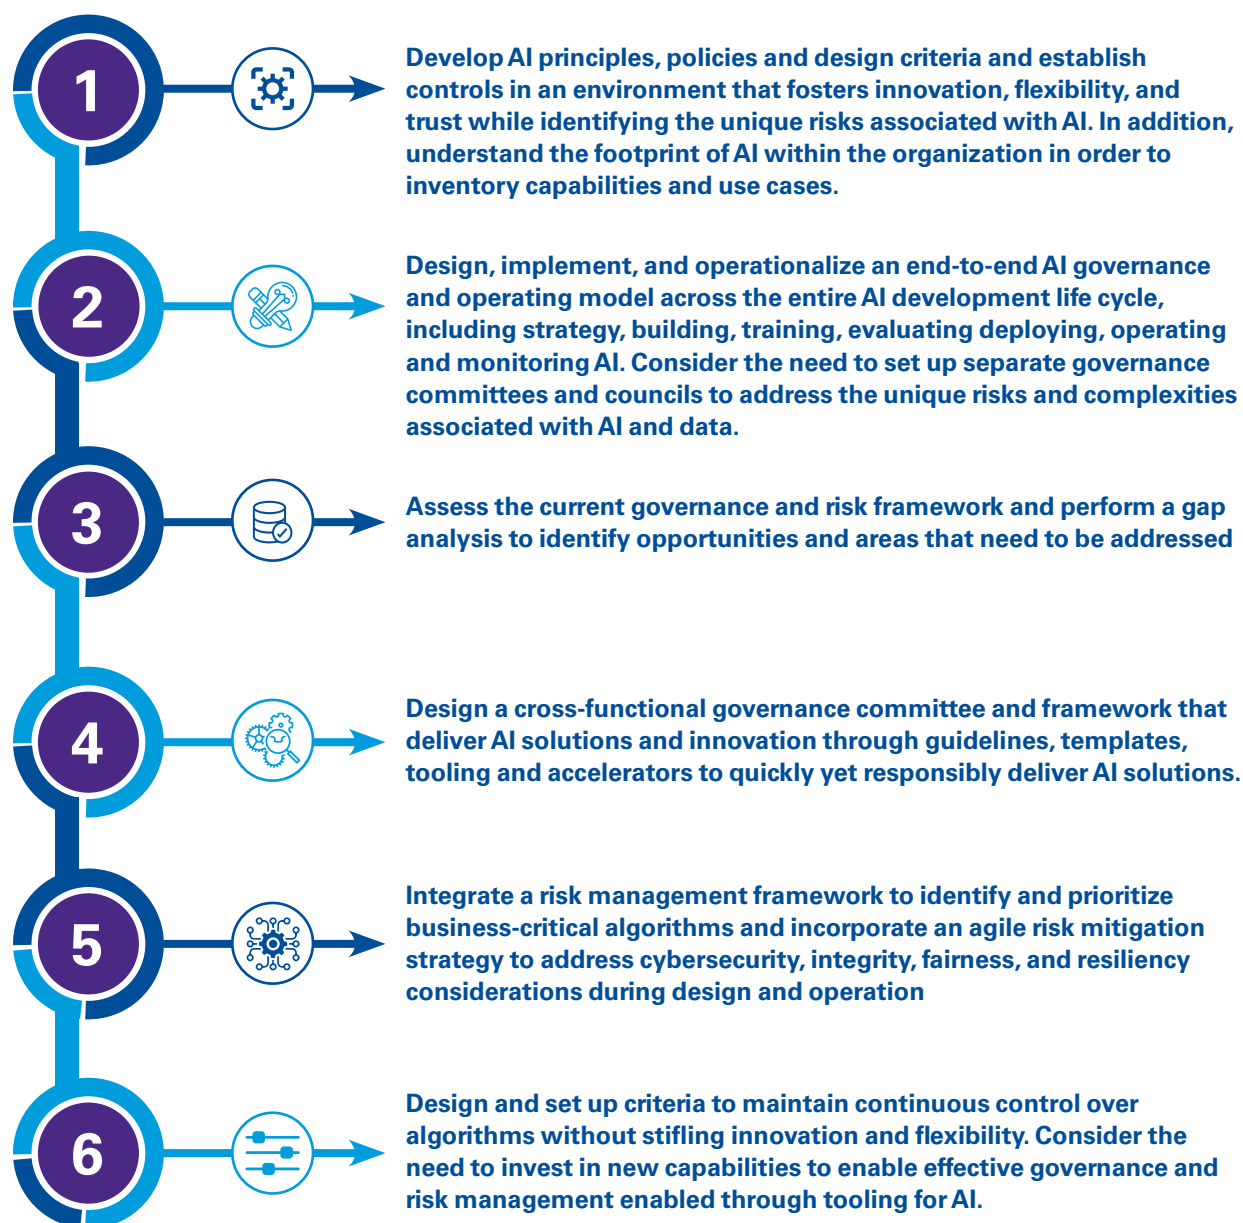 1
Develop AI principles, policies and design criteria and establish
controls in an environment that fosters innovation, flexibility, and
trust while identifying the unique risks associated with AI. In addition,
understand the footprint of AI within the organization in order to
inventory capabilities and use cases.
2
Design, implement, and operationalize an end-to-end AI governance
and operating model across the entire AI development life cycle,
including strategy, building, training, evaluating deploying, operating
and monitoring AI. Consider the need to set up separate governance
committees and councils to address the unique risks and complexities
associated with AI and data.
3
Assess the current governance and risk framework and perform a gap
analysis to identify opportunities and areas that need to be addressed
4
Design a cross-functional governance committee and framework that
deliver AI solutions and innovation through guidelines, templates,
tooling and accelerators to quickly yet responsibly deliver AI solutions.
5
Integrate a risk management framework to identify and prioritize
business-critical algorithms and incorporate an agile risk mitigation
strategy to address cybersecurity, integrity, fairness, and resiliency
considerations during design and operation
6
Design and set up criteria to maintain continuous control over
algorithms without stifling innovation and flexibility. Consider the
need to invest in new capabilities to enable effective governance and
risk management enabled through tooling for AI.